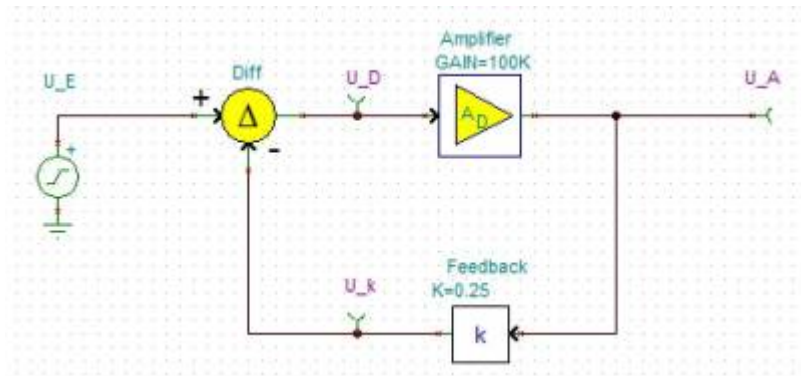 Amplifier
GAIN=100K
U_E
Diff
U_D
U_A
+
+
Δ
A_D
-
Feedback
K=0.25
U_k
k